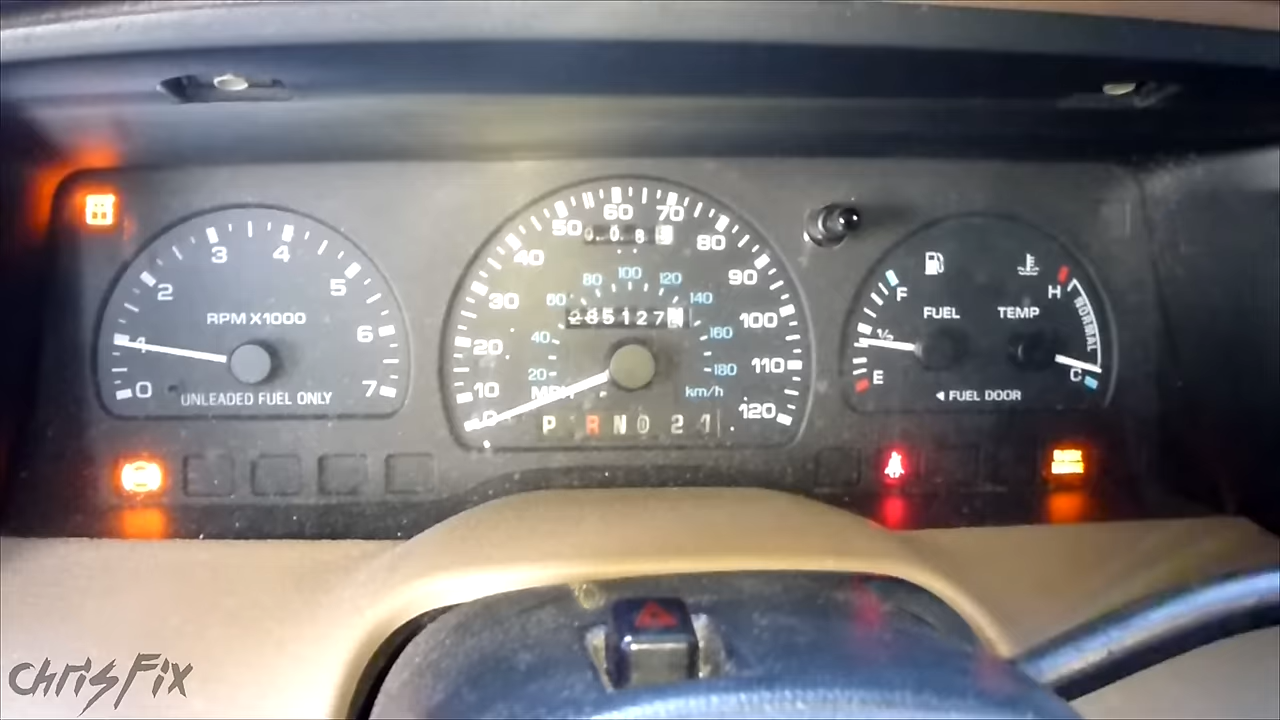 0 1 2 3 4 5 6 7
RPM X1000
UNLEADED FUEL ONLY
0 10 20 30 40 50 60 70 80 90 100 110 120
MPH
20 40 60 80 100 120 140 160 180
km/h
285127
P R N D 2 1
F
1/2
E
FUEL
TEMP
H
NORMAL
C
◀ FUEL DOOR
ChrisFix